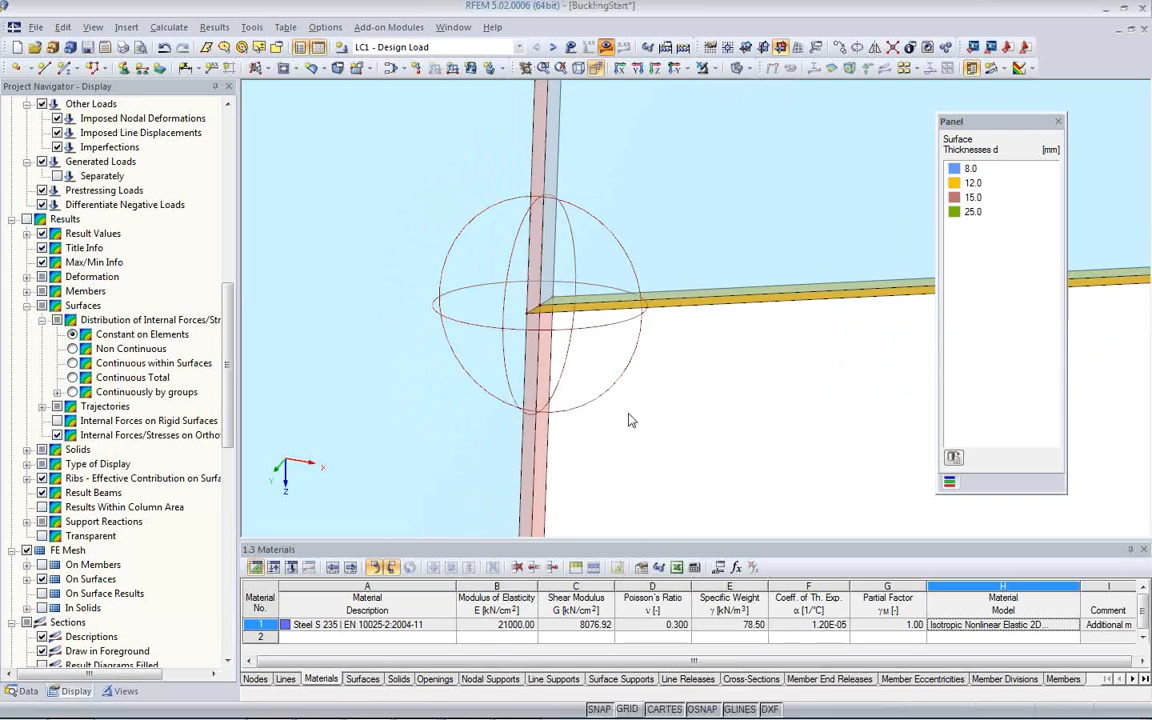 RFEM 5.02.0006 (64bit) - [BucklingStart*]
File Edit View Insert Calculate Results Tools Table Options Add-on Modules Window Help
LC1 - Design Load
Project Navigator - Display
Other Loads
Imposed Nodal Deformations
Imposed Line Displacements
Imperfections
Generated Loads
Separately
Prestressing Loads
Differentiate Negative Loads
Results
Result Values
Title Info
Max/Min Info
Deformation
Members
Surfaces
Distribution of Internal Forces/Str
Constant on Elements
Non Continuous
Continuous within Surfaces
Continuous Total
Continuously by groups
Trajectories
Internal Forces on Rigid Surfaces
Internal Forces/Stresses on Ortho
Solids
Type of Display
Ribs - Effective Contribution on Surfa
Result Beams
Results Within Column Area
Support Reactions
Transparent
FE Mesh
On Members
On Surfaces
On Surface Results
In Solids
Sections
Descriptions
Draw in Foreground
Result Diagrams Filled
Data Display Views
X
Y
Z
Panel
Surface
Thicknesses d [mm]
8.0
12.0
15.0
25.0
1.3 Materials
A B C D E F G H I
Material Material Modulus of Elasticity Shear Modulus Poisson's Ratio Specific Weight Coeff. of Th. Exp. Partial Factor Material
No. Description E [kN/cm2] G [kN/cm2] ν [-] γ [kN/m3] α [1/°C] γM [-] Model Comment
1 Steel S 235 | EN 10025-2:2004-11 21000.00 8076.92 0.300 78.50 1.20E-05 1.00 Isotropic Nonlinear Elastic 2D... Additional m
2
Nodes Lines Materials Surfaces Solids Openings Nodal Supports Line Supports Surface Supports Line Releases Cross-Sections Member End Releases Member Eccentricities Member Divisions Members
SNAP GRID CARTES OSNAP GLINES DXF